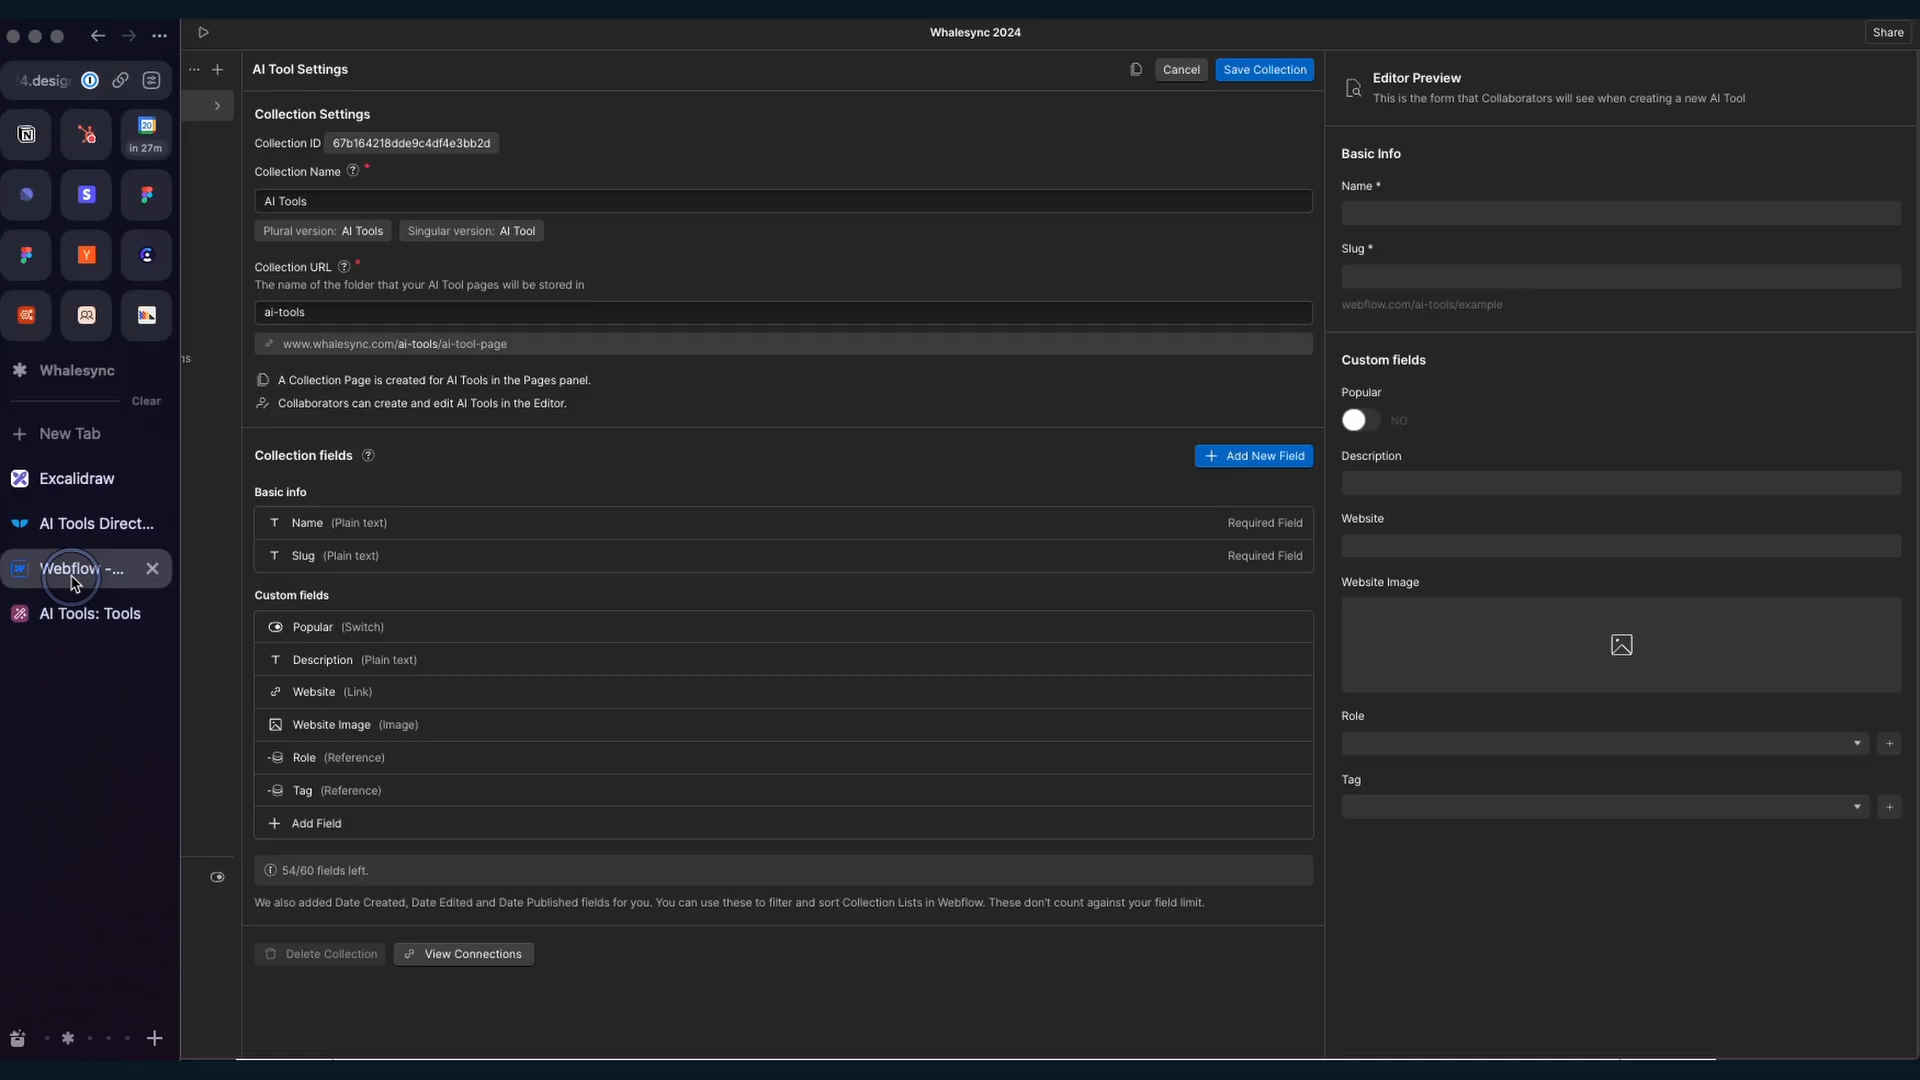 Whalesync 2024
Share
4.desig
in 27m
20
S
Y
Whalesync
Clear
New Tab
Excalidraw
AI Tools Direct...
Webflow -...
AI Tools: Tools
ns
AI Tool Settings
Cancel
Save Collection
Collection Settings
Collection ID 67b164218dde9c4df4e3bb2d
Collection Name ? *
AI Tools
Plural version: AI Tools Singular version: AI Tool
Collection URL ? *
The name of the folder that your AI Tool pages will be stored in
ai-tools
www.whalesync.com/ai-tools/ai-tool-page
A Collection Page is created for AI Tools in the Pages panel.
Collaborators can create and edit AI Tools in the Editor.
Collection fields ?
+ Add New Field
Basic info
Name (Plain text) Required Field
Slug (Plain text) Required Field
Custom fields
Popular (Switch)
Description (Plain text)
Website (Link)
Website Image (Image)
Role (Reference)
Tag (Reference)
+ Add Field
54/60 fields left.
We also added Date Created, Date Edited and Date Published fields for you. You can use these to filter and sort Collection Lists in Webflow. These don't count against your field limit.
Delete Collection
View Connections
Editor Preview
This is the form that Collaborators will see when creating a new AI Tool
Basic Info
Name *
Slug *
webflow.com/ai-tools/example
Custom fields
Popular
NO
Description
Website
Website Image
Role
Tag